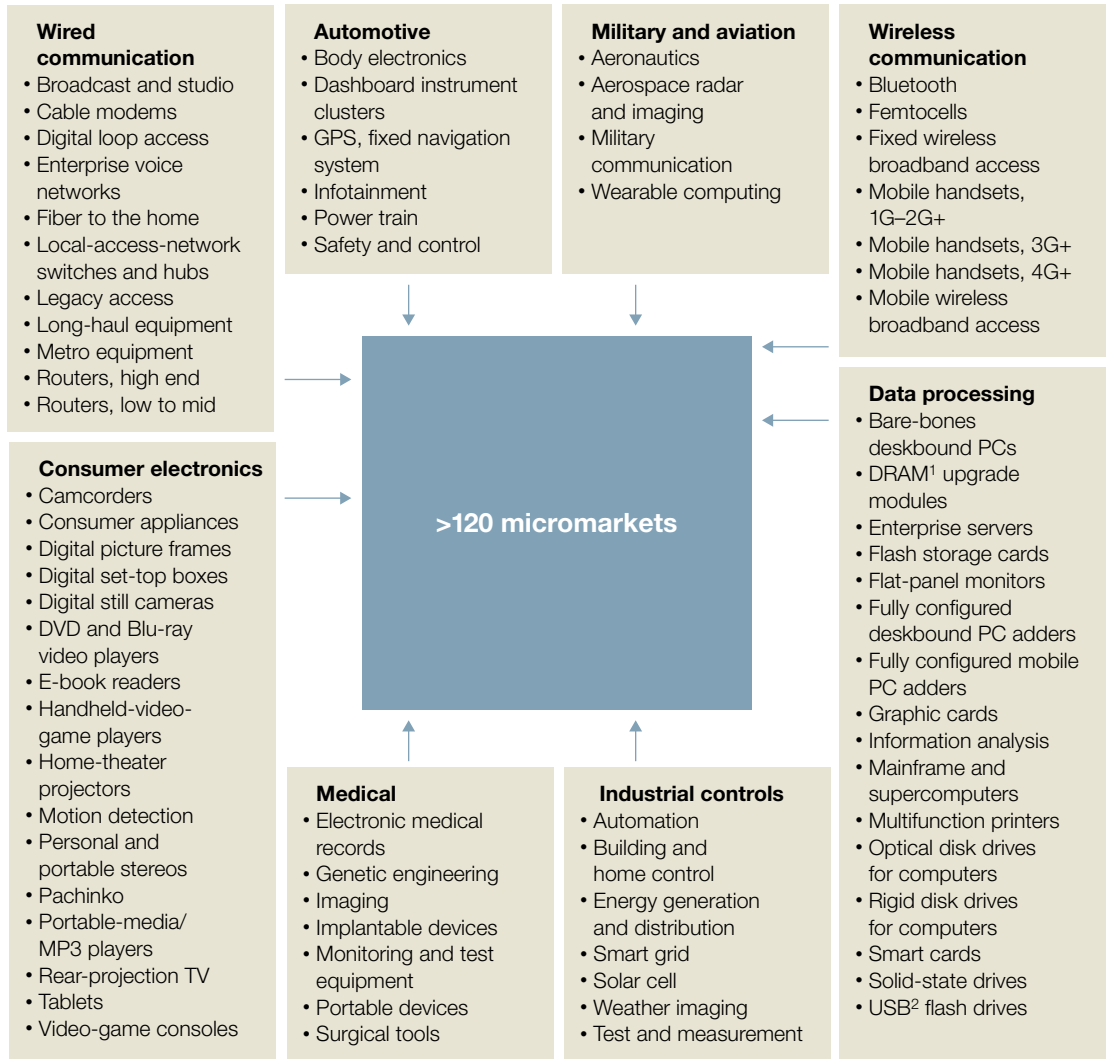 Wired
communication
• Broadcast and studio
• Cable modems
• Digital loop access
• Enterprise voice
networks
• Fiber to the home
• Local-access-network
switches and hubs
• Legacy access
• Long-haul equipment
• Metro equipment
• Routers, high end
• Routers, low to mid
Automotive
• Body electronics
• Dashboard instrument
clusters
• GPS, fixed navigation
system
• Infotainment
• Power train
• Safety and control
Military and aviation
• Aeronautics
• Aerospace radar
and imaging
• Military
communication
• Wearable computing
Wireless
communication
• Bluetooth
• Femtocells
• Fixed wireless
broadband access
• Mobile handsets,
1G–2G+
• Mobile handsets, 3G+
• Mobile handsets, 4G+
• Mobile wireless
broadband access
Consumer electronics
• Camcorders
• Consumer appliances
• Digital picture frames
• Digital set-top boxes
• Digital still cameras
• DVD and Blu-ray
video players
• E-book readers
• Handheld-video-
game players
• Home-theater
projectors
• Motion detection
• Personal and
portable stereos
• Pachinko
• Portable-media/
MP3 players
• Rear-projection TV
• Tablets
• Video-game consoles
>120 micromarkets
Data processing
• Bare-bones
deskbound PCs
• DRAM¹ upgrade
modules
• Enterprise servers
• Flash storage cards
• Flat-panel monitors
• Fully configured
deskbound PC adders
• Fully configured mobile
PC adders
• Graphic cards
• Information analysis
• Mainframe and
supercomputers
• Multifunction printers
• Optical disk drives
for computers
• Rigid disk drives
for computers
• Smart cards
• Solid-state drives
• USB² flash drives
Medical
• Electronic medical
records
• Genetic engineering
• Imaging
• Implantable devices
• Monitoring and test
equipment
• Portable devices
• Surgical tools
Industrial controls
• Automation
• Building and
home control
• Energy generation
and distribution
• Smart grid
• Solar cell
• Weather imaging
• Test and measurement